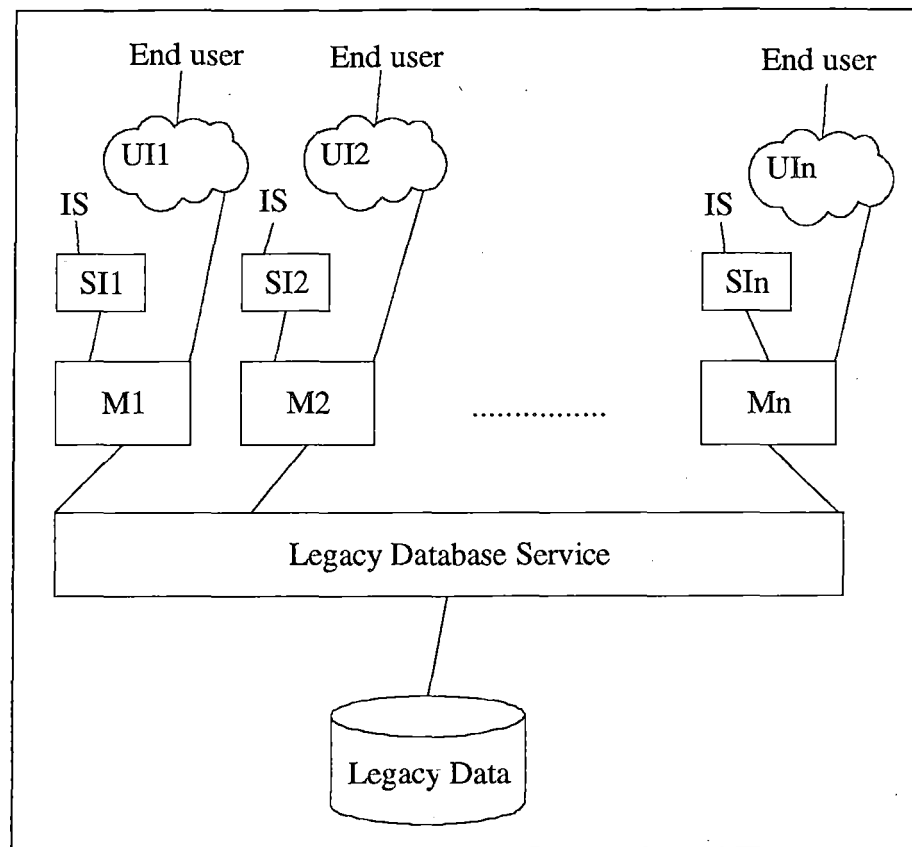 End user End user End user
UI1 UI2 UIn
IS IS IS
SI1 SI2 SIn
M1 M2 ............... Mn
Legacy Database Service
Legacy Data